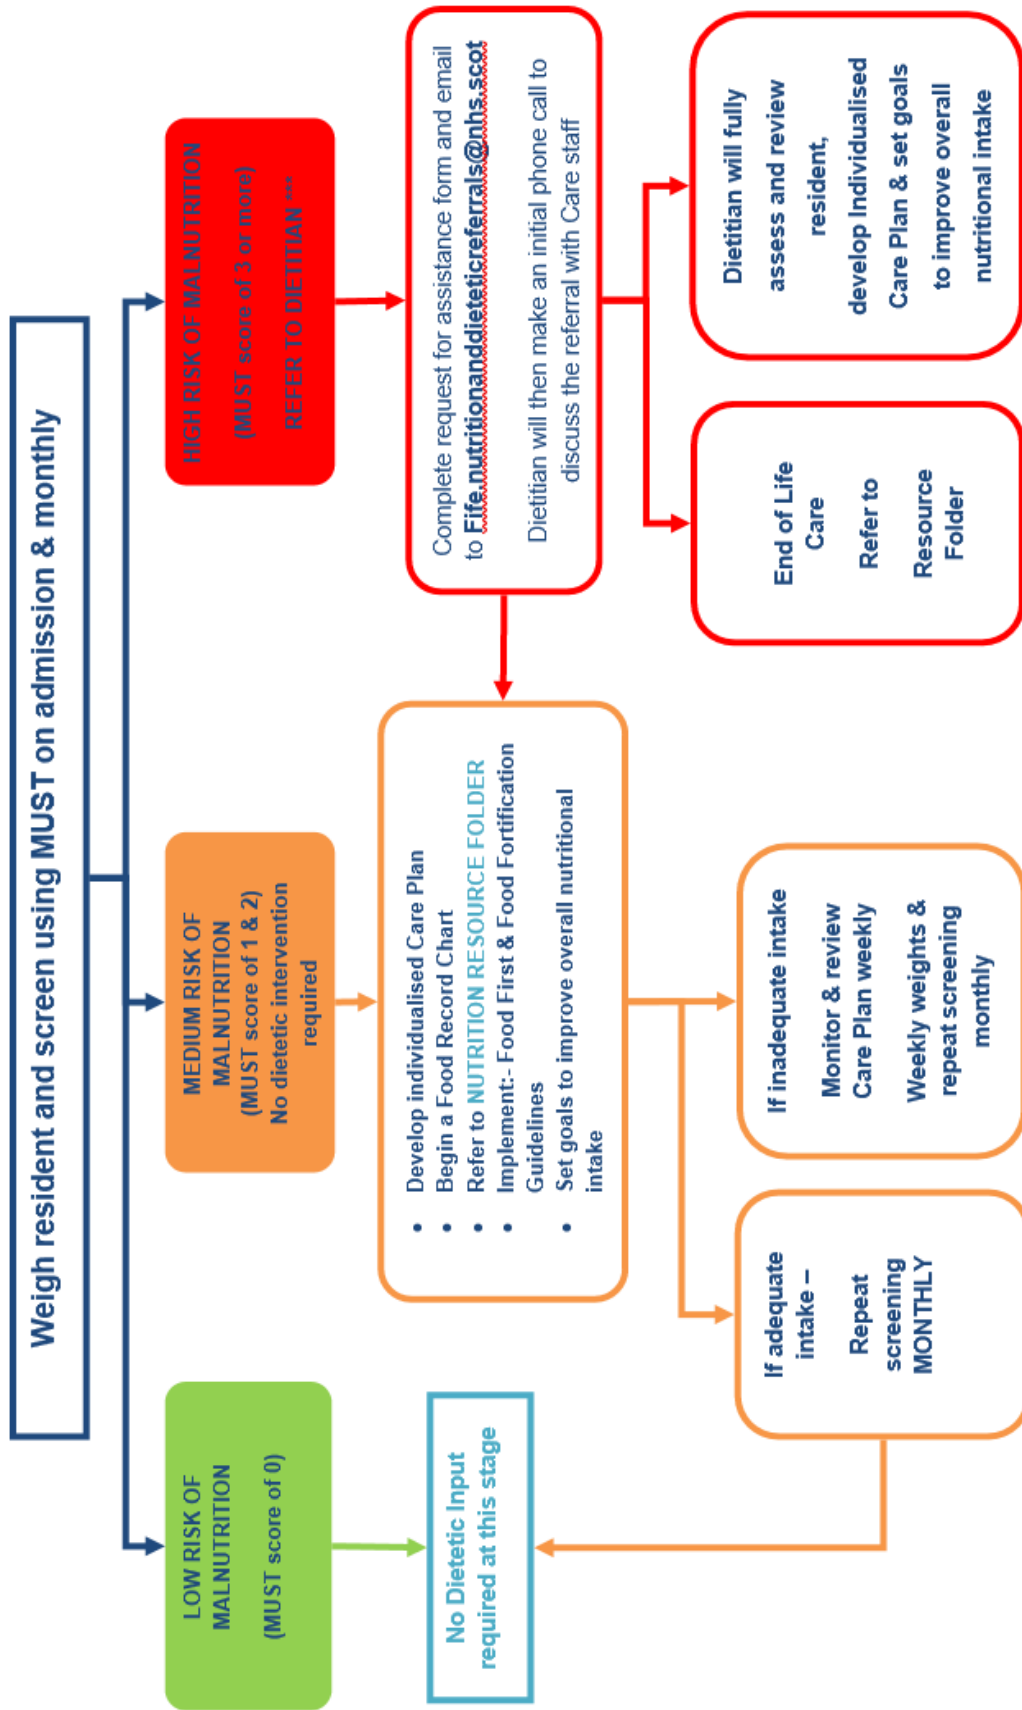 Weigh resident and screen using MUST on admission & monthly
LOW RISK OF
MALNUTRITION
(MUST score of 0)
MEDIUM RISK OF
MALNUTRITION
(MUST score of 1 & 2)
No dietetic intervention
required
HIGH RISK OF MALNUTRITION
(MUST score of 3 or more)
REFER TO DIETITIAN ***
No Dietetic Input
required at this stage
• Develop individualised Care Plan
• Begin a Food Record Chart
• Refer to NUTRITION RESOURCE FOLDER
• Implement:- Food First & Food Fortification
Guidelines
• Set goals to improve overall nutritional
intake
Complete request for assistance form and email
to Fife.nutritionanddieteticreferrals@nhs.scot
Dietitian will then make an initial phone call to
discuss the referral with Care staff
If adequate
intake –
Repeat
screening
MONTHLY
If inadequate intake
Monitor & review
Care Plan weekly
Weekly weights &
repeat screening
monthly
End of Life
Care
Refer to
Resource
Folder
Dietitian will fully
assess and review
resident,
develop Individualised
Care Plan & set goals
to improve overall
nutritional intake